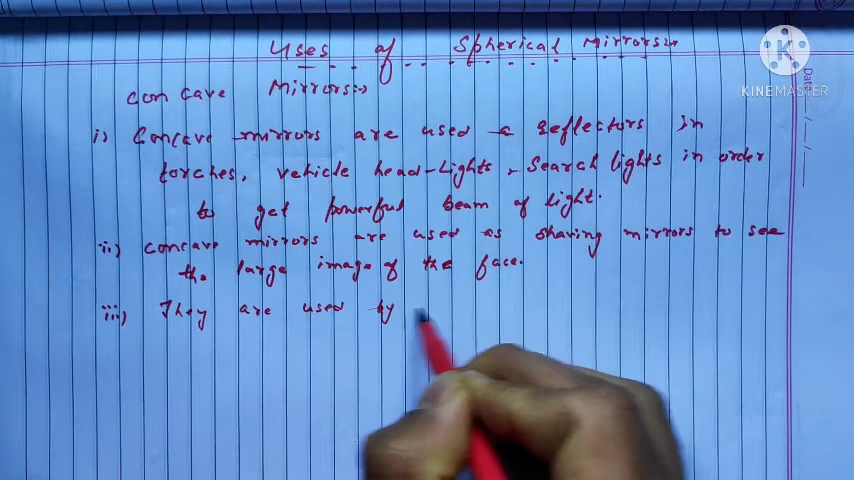 Uses of Spherical Mirrors:-
Concave Mirrors:-
i) Concave mirrors are used a reflectors in
torches, vehicle head-Lights, Search lights in order
to get powerful beam of light.
ii) concave mirrors are used as shaving mirrors to see
the large image of the face.
iii) They are used by
K
KINEMASTER
Date